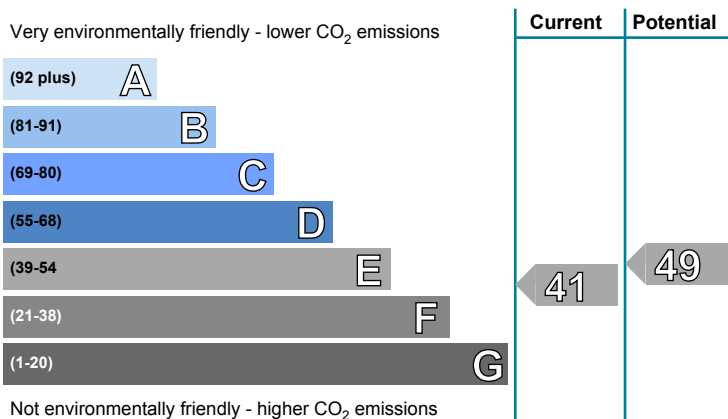 Current Potential
Very environmentally friendly - lower CO2 emissions
(92 plus) A
(81-91) B
(69-80) C
(55-68) D
(39-54 E
(21-38) F
(1-20) G
41
49
Not environmentally friendly - higher CO2 emissions